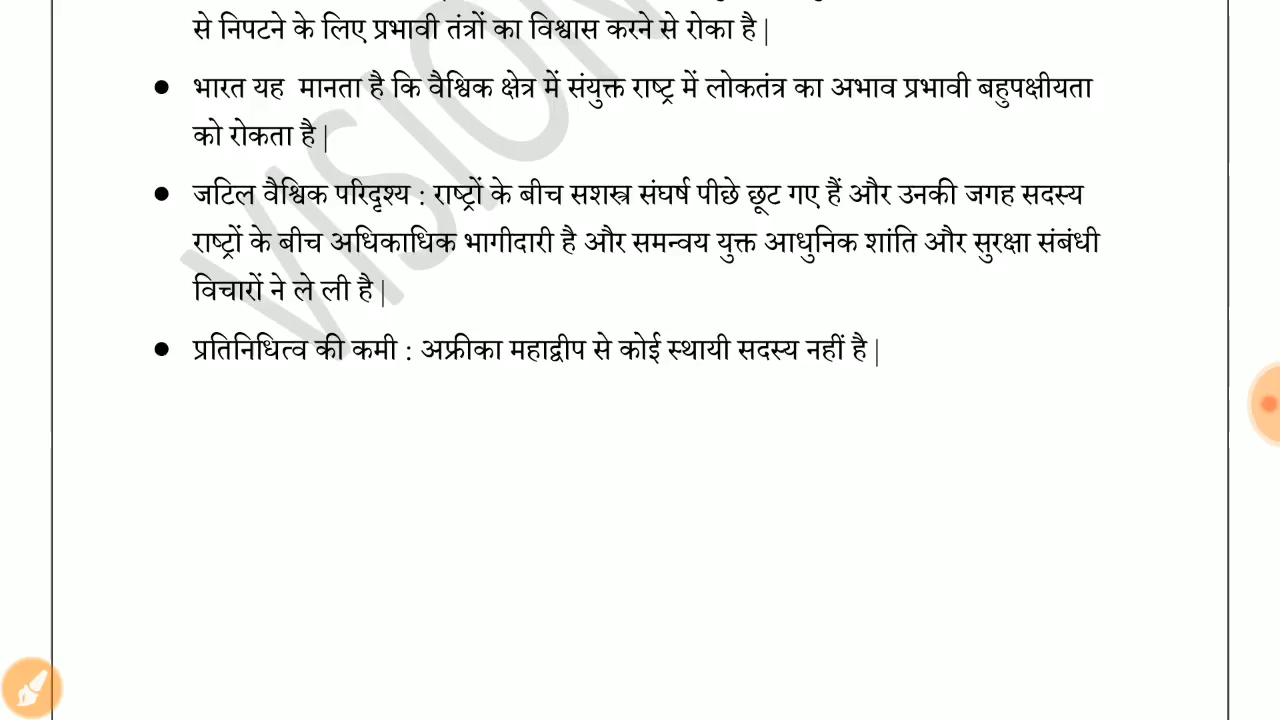 से निपटने के लिए प्रभावी तंत्रों का विश्वास करने से रोका है|
● भारत यह मानता है कि वैश्विक क्षेत्र में संयुक्त राष्ट्र में लोकतंत्र का अभाव प्रभावी बहुपक्षीयता
को रोकता है|
● जटिल वैश्विक परिदृश्य : राष्ट्रों के बीच सशस्त्र संघर्ष पीछे छूट गए हैं और उनकी जगह सदस्य
राष्ट्रों के बीच अधिकाधिक भागीदारी है और समन्वय युक्त आधुनिक शांति और सुरक्षा संबंधी
विचारों ने ले ली है|
● प्रतिनिधित्व की कमी : अफ्रीका महाद्वीप से कोई स्थायी सदस्य नहीं है|
VISION